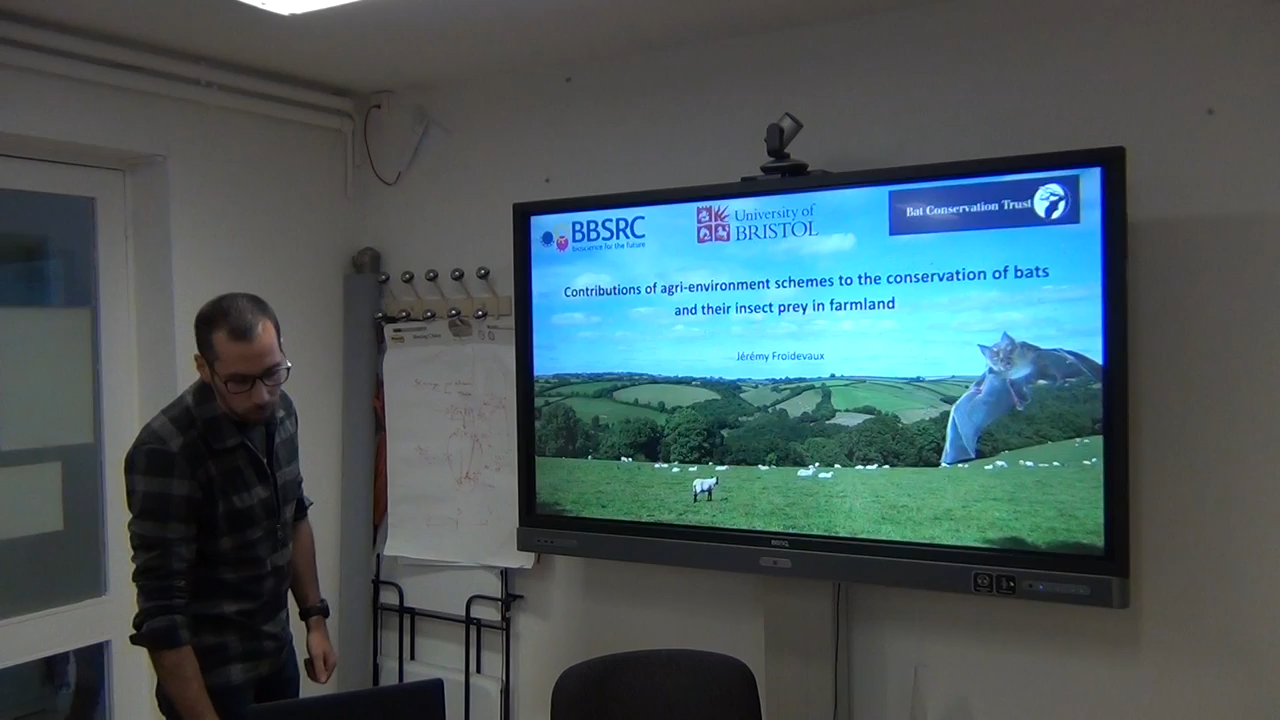 BBSRC
bioscience for the future
University of
BRISTOL
Bat Conservation Trust
Contributions of agri-environment schemes to the conservation of bats
and their insect prey in farmland
Jérémy Froidevaux
BenQ